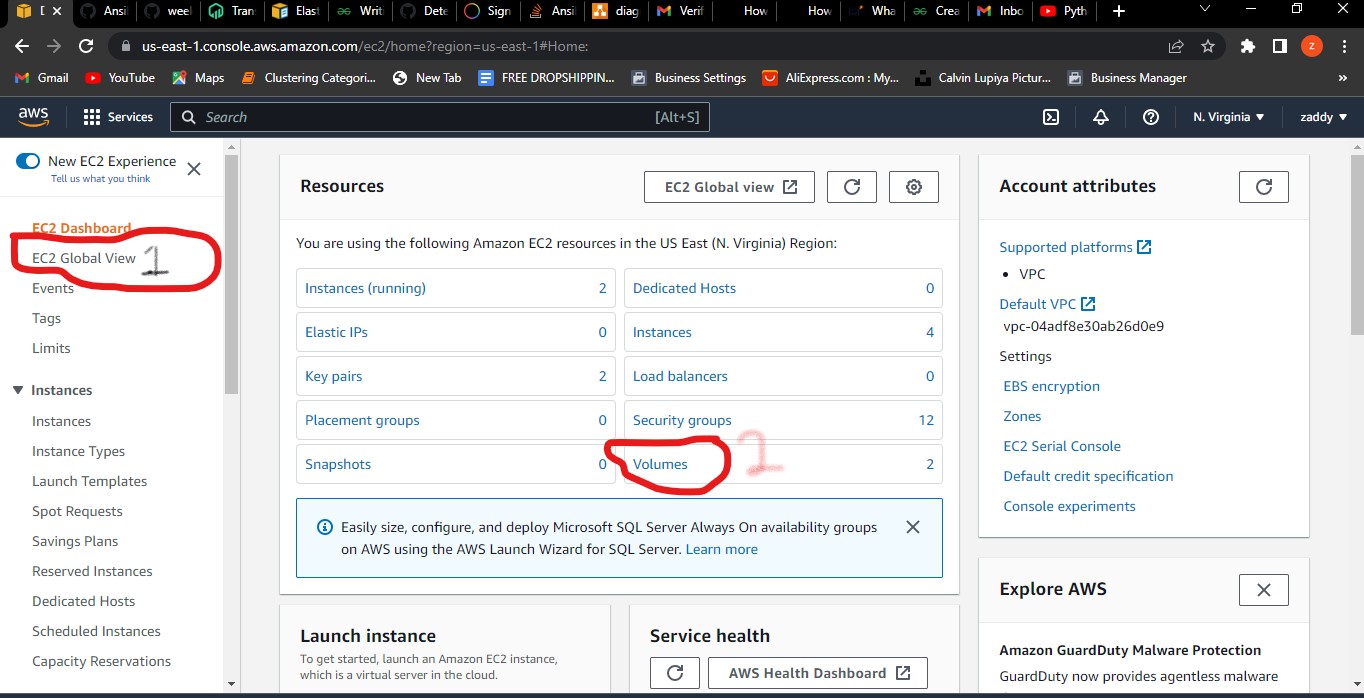 [ Ansil week Tran Elast Writ Dete Sign Ansil diag Verif How How Wha Crea Inbo Pyth
us-east-1.console.aws.amazon.com/ec2/home?region=us-east-1#Home: Z
Gmail YouTube Maps Clustering Categori... New Tab FREE DROPSHIPPIN... Business Settings AliExpress.com : My... Calvin Lupiya Pictur... Business Manager »
aws Services Search [Alt+S] N. Virginia zaddy
New EC2 Experience
Tell us what you think
EC2 Dashboard
EC2 Global View 1
Events
Tags
Limits
Instances
Instances
Instance Types
Launch Templates
Spot Requests
Savings Plans
Reserved Instances
Dedicated Hosts
Scheduled Instances
Capacity Reservations
Resources EC2 Global view
You are using the following Amazon EC2 resources in the US East (N. Virginia) Region:
Instances (running) 2 Dedicated Hosts 0
Elastic IPs 0 Instances 4
Key pairs 2 Load balancers 0
Placement groups 0 Security groups 12
Snapshots 0 Volumes 2 2
Easily size, configure, and deploy Microsoft SQL Server Always On availability groups
on AWS using the AWS Launch Wizard for SQL Server. Learn more
Launch instance
To get started, launch an Amazon EC2 instance,
which is a virtual server in the cloud.
Service health
AWS Health Dashboard
Account attributes
Supported platforms
• VPC
Default VPC
vpc-04adf8e30ab26d0e9
Settings
EBS encryption
Zones
EC2 Serial Console
Default credit specification
Console experiments
Explore AWS
Amazon GuardDuty Malware Protection
GuardDuty now provides agentless malware